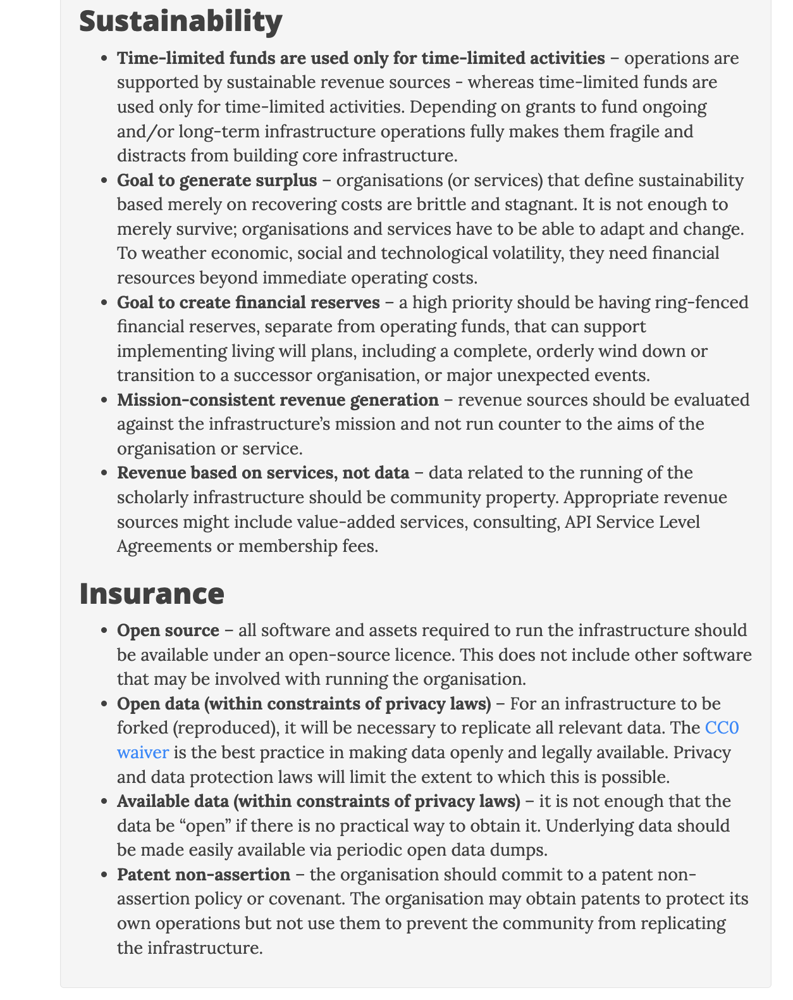 Sustainability
• Time-limited funds are used only for time-limited activities – operations are
supported by sustainable revenue sources - whereas time-limited funds are
used only for time-limited activities. Depending on grants to fund ongoing
and/or long-term infrastructure operations fully makes them fragile and
distracts from building core infrastructure.
• Goal to generate surplus – organisations (or services) that define sustainability
based merely on recovering costs are brittle and stagnant. It is not enough to
merely survive; organisations and services have to be able to adapt and change.
To weather economic, social and technological volatility, they need financial
resources beyond immediate operating costs.
• Goal to create financial reserves – a high priority should be having ring-fenced
financial reserves, separate from operating funds, that can support
implementing living will plans, including a complete, orderly wind down or
transition to a successor organisation, or major unexpected events.
• Mission-consistent revenue generation – revenue sources should be evaluated
against the infrastructure’s mission and not run counter to the aims of the
organisation or service.
• Revenue based on services, not data – data related to the running of the
scholarly infrastructure should be community property. Appropriate revenue
sources might include value-added services, consulting, API Service Level
Agreements or membership fees.
Insurance
• Open source – all software and assets required to run the infrastructure should
be available under an open-source licence. This does not include other software
that may be involved with running the organisation.
• Open data (within constraints of privacy laws) – For an infrastructure to be
forked (reproduced), it will be necessary to replicate all relevant data. The CC0
waiver is the best practice in making data openly and legally available. Privacy
and data protection laws will limit the extent to which this is possible.
• Available data (within constraints of privacy laws) – it is not enough that the
data be “open” if there is no practical way to obtain it. Underlying data should
be made easily available via periodic open data dumps.
• Patent non-assertion – the organisation should commit to a patent non-
assertion policy or covenant. The organisation may obtain patents to protect its
own operations but not use them to prevent the community from replicating
the infrastructure.